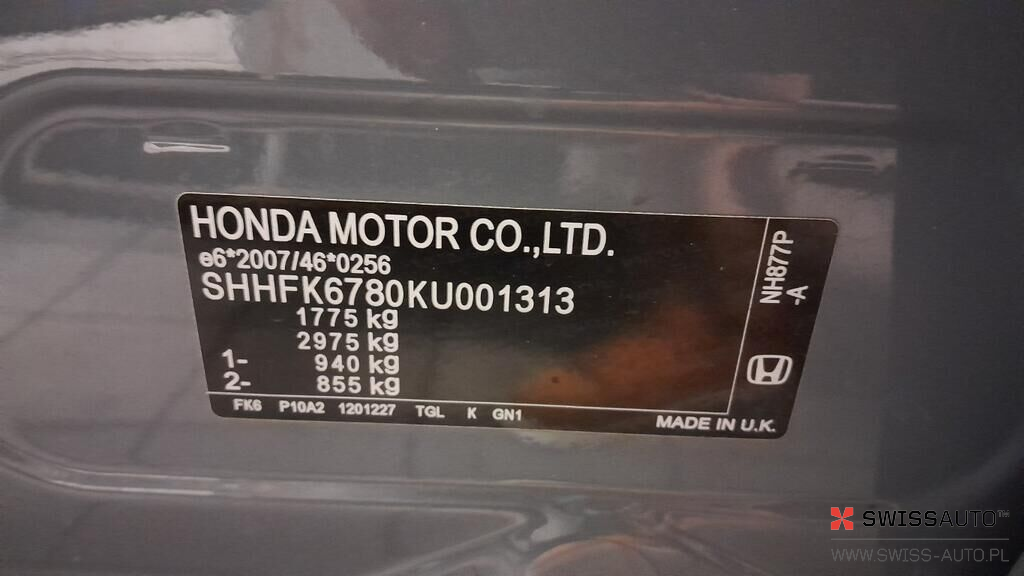 HONDA MOTOR CO.,LTD.
e6*2007/46*0256
SHHFK6780KU001313
1775 kg
2975 kg
1- 940 kg
2- 855 kg
FK6 P10A2 1201227 TGL K GN1
MADE IN U.K.
NH877P
-A
SWISSAUTO™
WWW.SWISS-AUTO.PL